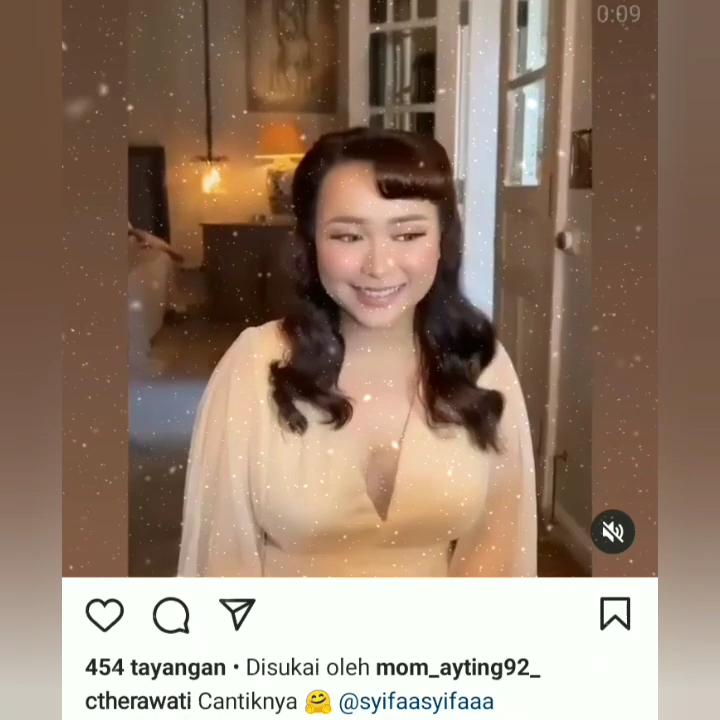 0:09
454 tayangan • Disukai oleh mom_ayting92_
ctherawati Cantiknya 🤗 @syifaasyifaaa